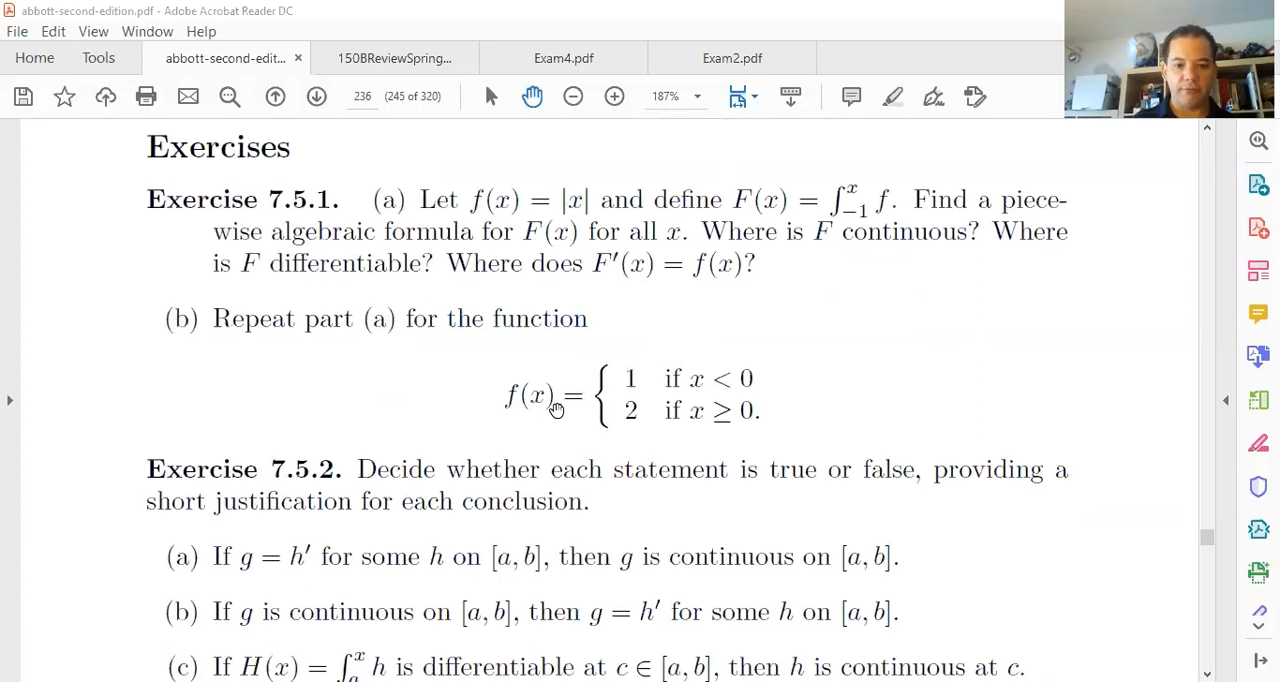 abbott-second-edition.pdf - Adobe Acrobat Reader DC
File Edit View Window Help
Home Tools abbott-second-edit... × 150BReviewSpring... Exam4.pdf Exam2.pdf
236 (245 of 320) 187%
Exercises
Exercise 7.5.1. (a) Let f(x) = |x| and define F(x) = ∫₋₁ˣ f. Find a piece-
wise algebraic formula for F(x) for all x. Where is F continuous? Where
is F differentiable? Where does F′(x) = f(x)?
(b) Repeat part (a) for the function
f(x) = { 1 if x < 0
2 if x ≥ 0.
Exercise 7.5.2. Decide whether each statement is true or false, providing a
short justification for each conclusion.
(a) If g = h′ for some h on [a, b], then g is continuous on [a, b].
(b) If g is continuous on [a, b], then g = h′ for some h on [a, b].
(c) If H(x) = ∫ₐˣ h is differentiable at c ∈ [a, b], then h is continuous at c.